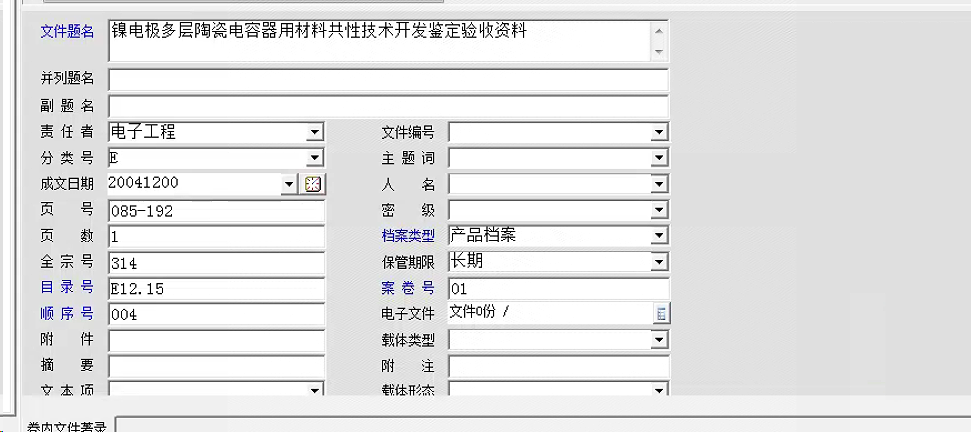 文件题名 镍电极多层陶瓷电容器用材料共性技术开发鉴定验收资料
并列题名
副题名
责任者 电子工程 文件编号
分类号 E 主题词
成文日期 20041200 人名
页号 085-192 密级
页数 1 档案类型 产品档案
全宗号 314 保管期限 长期
目录号 E12.15 案卷号 01
顺序号 004 电子文件 文件0份 /
附件 载体类型
摘要 附注
文本项 载体形态
卷内文件著录